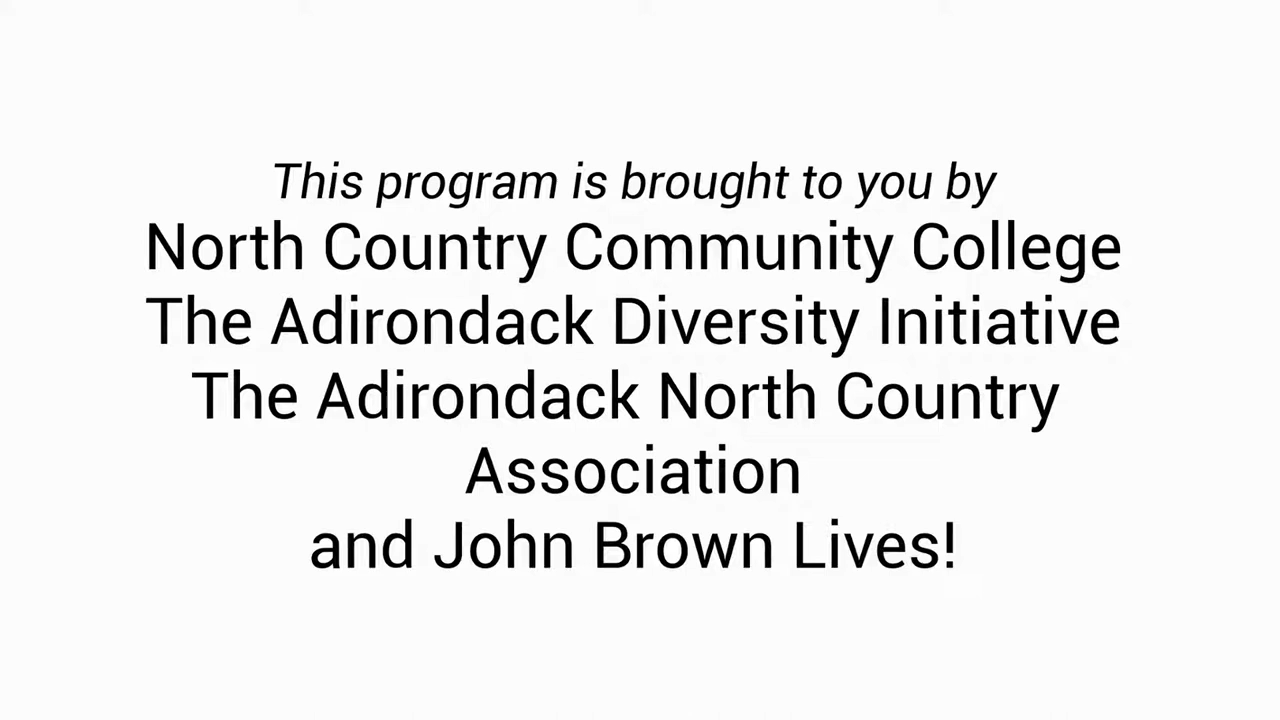 This program is brought to you by
North Country Community College
The Adirondack Diversity Initiative
The Adirondack North Country
Association
and John Brown Lives!